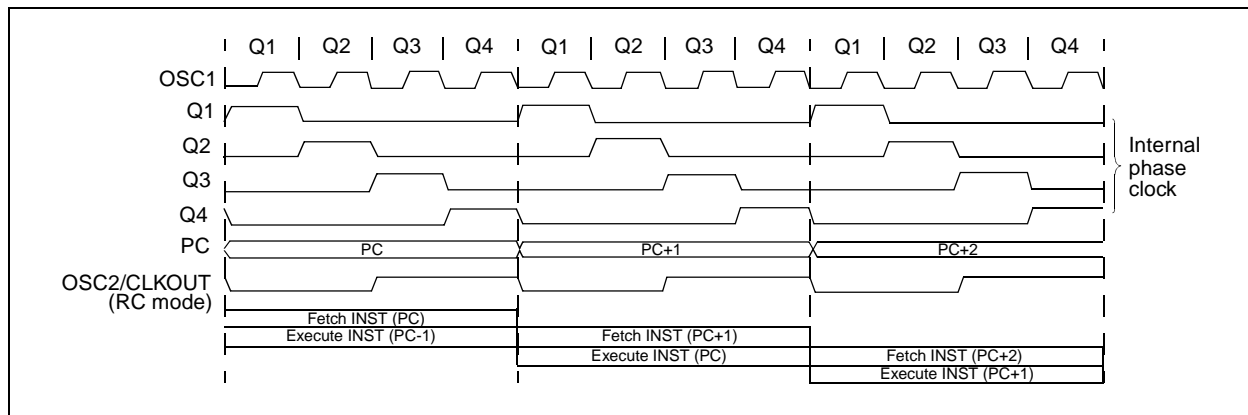 Q1 Q2 Q3 Q4 Q1 Q2 Q3 Q4 Q1 Q2 Q3 Q4
OSC1
Q1
Q2
Q3
Q4
Internal
phase
clock
PC
PC PC+1 PC+2
OSC2/CLKOUT
(RC mode)
Fetch INST (PC)
Execute INST (PC-1) Fetch INST (PC+1)
Execute INST (PC) Fetch INST (PC+2)
Execute INST (PC+1)